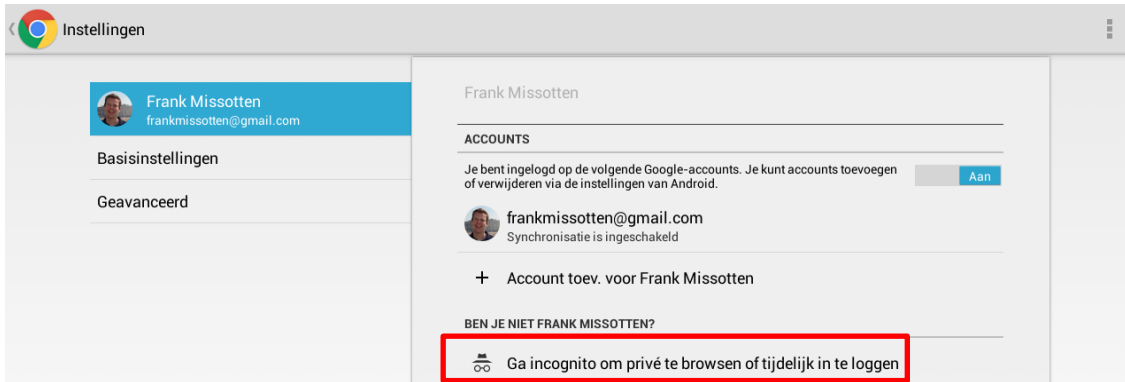 Instellingen
Frank Missotten
frankmissotten@gmail.com
Basisinstellingen
Geavanceerd
Frank Missotten
ACCOUNTS
Je bent ingelogd op de volgende Google-accounts. Je kunt accounts toevoegen
of verwijderen via de instellingen van Android.
Aan
frankmissotten@gmail.com
Synchronisatie is ingeschakeld
+ Account toev. voor Frank Missotten
BEN JE NIET FRANK MISSOTTEN?
Ga incognito om privé te browsen of tijdelijk in te loggen